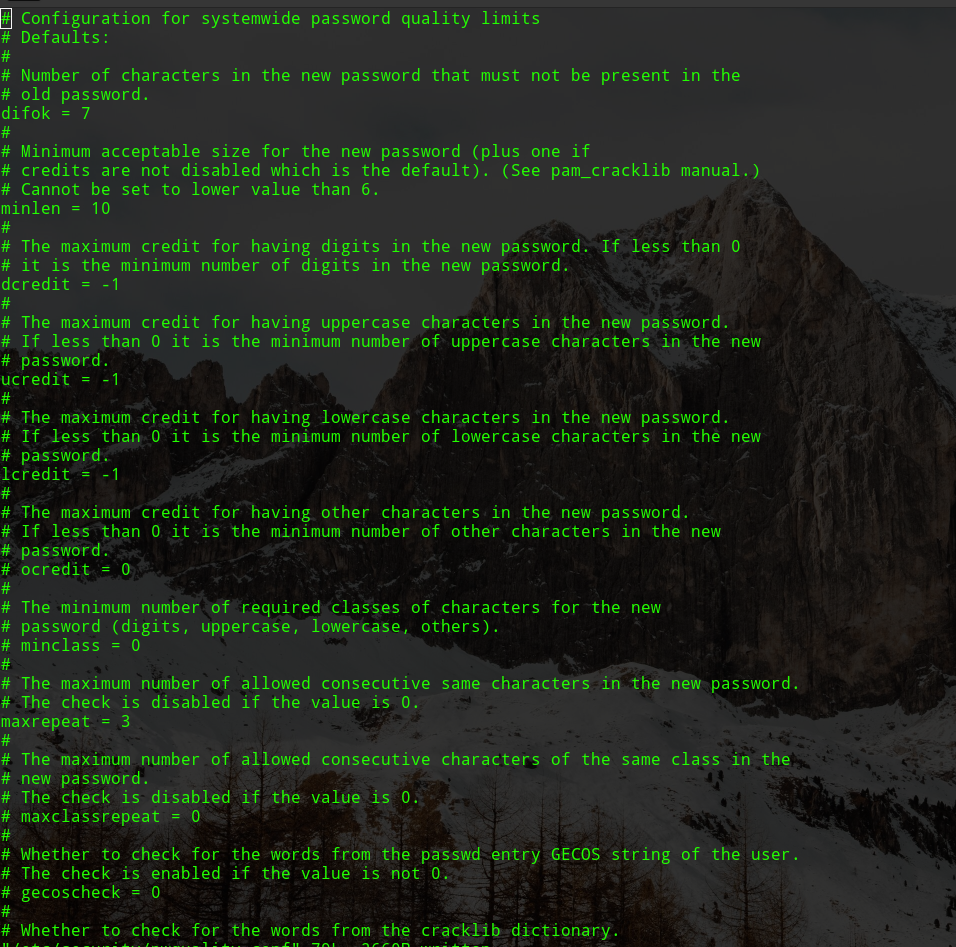 # Configuration for systemwide password quality limits
# Defaults:
#
# Number of characters in the new password that must not be present in the
# old password.
difok = 7
#
# Minimum acceptable size for the new password (plus one if
# credits are not disabled which is the default). (See pam_cracklib manual.)
# Cannot be set to lower value than 6.
minlen = 10
#
# The maximum credit for having digits in the new password. If less than 0
# it is the minimum number of digits in the new password.
dcredit = -1
#
# The maximum credit for having uppercase characters in the new password.
# If less than 0 it is the minimum number of uppercase characters in the new
# password.
ucredit = -1
#
# The maximum credit for having lowercase characters in the new password.
# If less than 0 it is the minimum number of lowercase characters in the new
# password.
lcredit = -1
#
# The maximum credit for having other characters in the new password.
# If less than 0 it is the minimum number of other characters in the new
# password.
# ocredit = 0
#
# The minimum number of required classes of characters for the new
# password (digits, uppercase, lowercase, others).
# minclass = 0
#
# The maximum number of allowed consecutive same characters in the new password.
# The check is disabled if the value is 0.
maxrepeat = 3
#
# The maximum number of allowed consecutive characters of the same class in the
# new password.
# The check is disabled if the value is 0.
# maxclassrepeat = 0
#
# Whether to check for the words from the passwd entry GECOS string of the user.
# The check is enabled if the value is not 0.
# gecoscheck = 0
#
# Whether to check for the words from the cracklib dictionary.